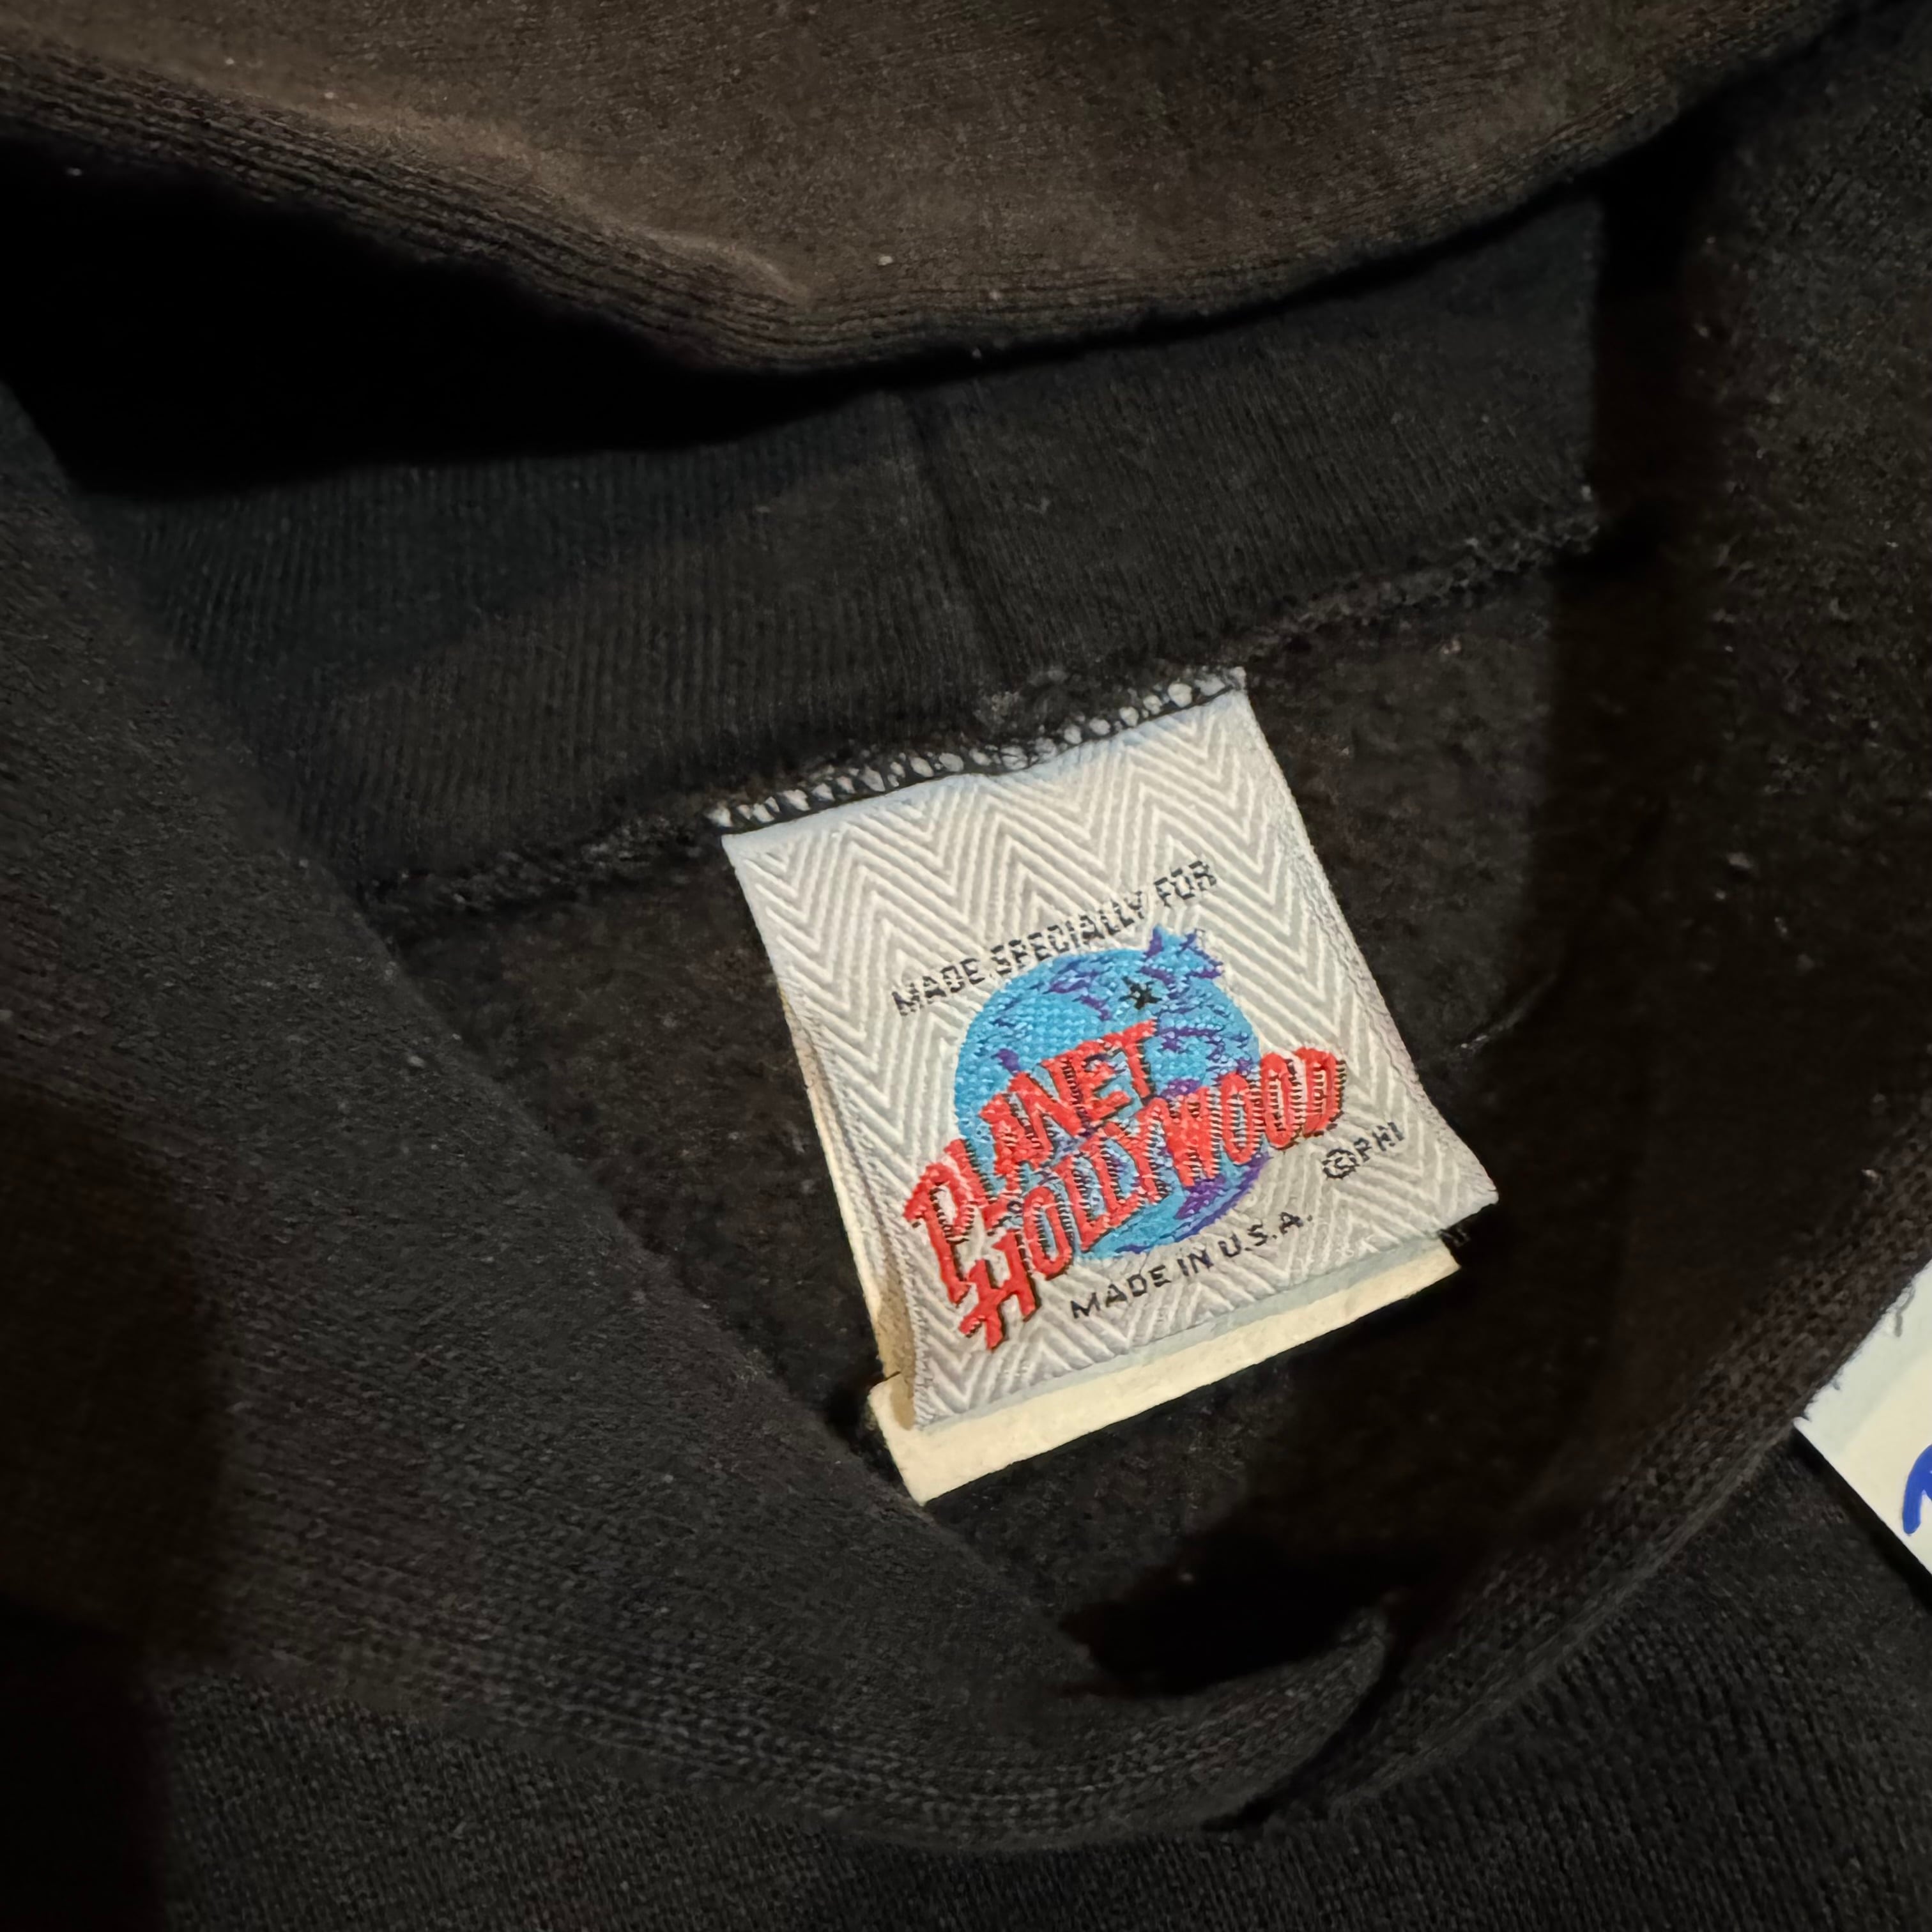 MADE SPECIALLY FOR
PLANET
HOLLYWOOD
©PHI
MADE IN U.S.A.